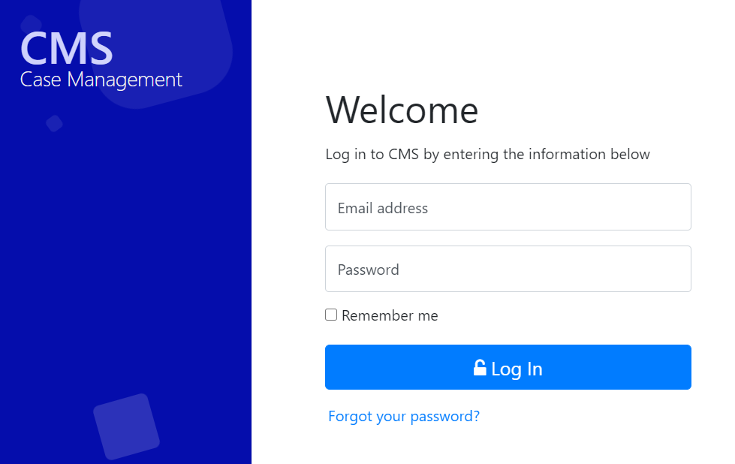 CMS
Case Management
Welcome
Log in to CMS by entering the information below
Email address
Password
Remember me
Log In
Forgot your password?